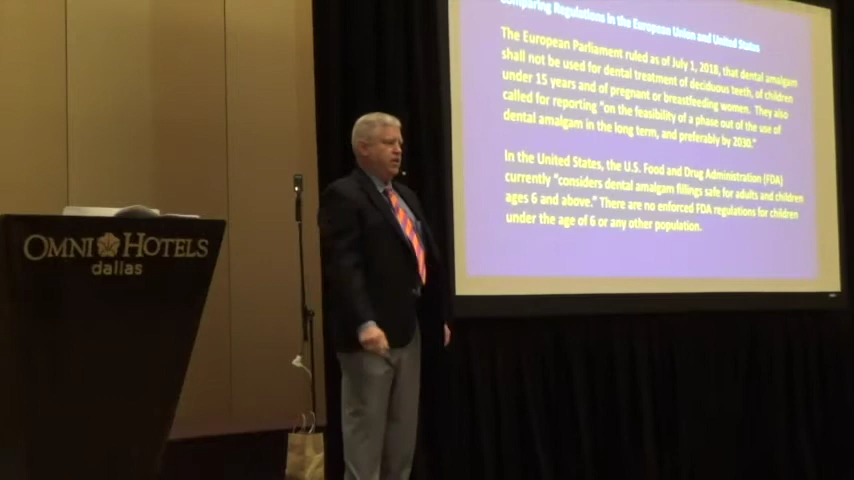 Comparing Regulations in the European Union and United States
The European Parliament ruled as of July 1, 2018, that dental amalgam
shall not be used for dental treatment of deciduous teeth, of children
under 15 years and of pregnant or breastfeeding women. They also
called for reporting "on the feasibility of a phase out of the use of
dental amalgam in the long term, and preferably by 2030."
In the United States, the U.S. Food and Drug Administration (FDA)
currently "considers dental amalgam fillings safe for adults and children
ages 6 and above." There are no enforced FDA regulations for children
under the age of 6 or any other population.
OMNI HOTELS
dallas